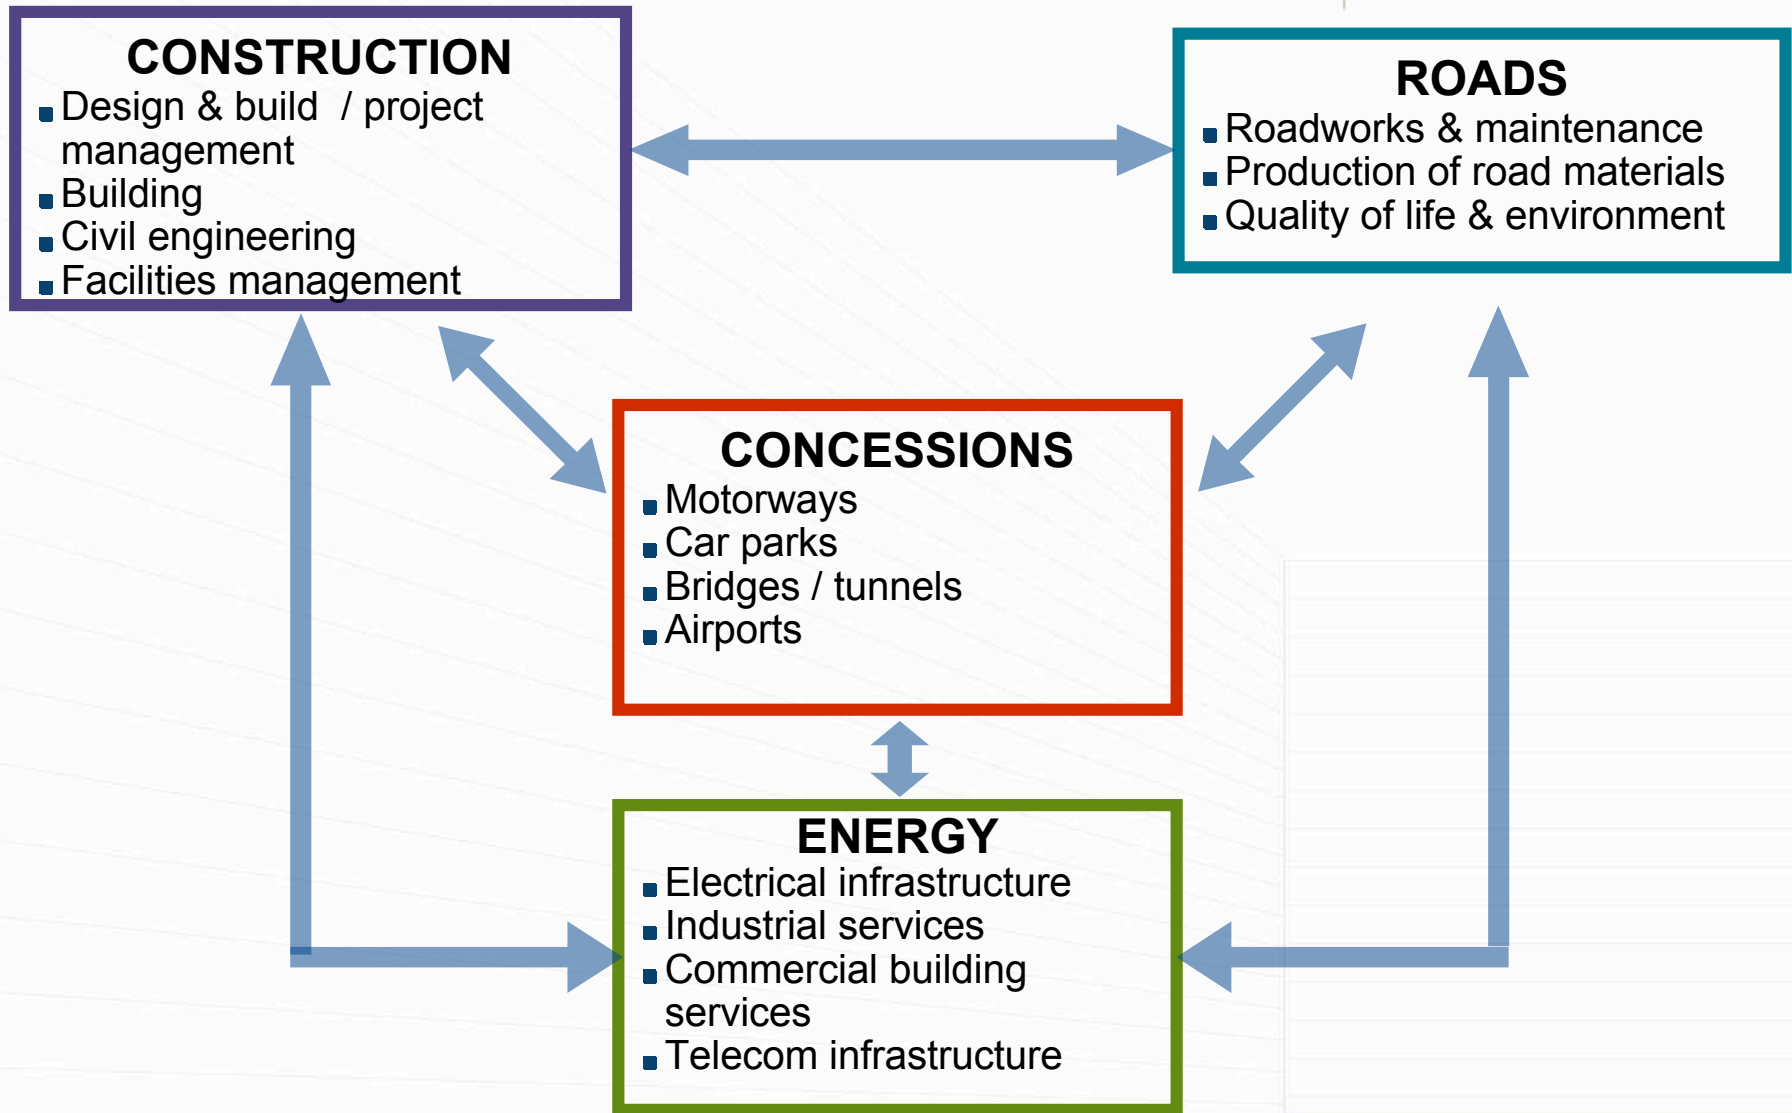 CONSTRUCTION
Design & build / project
management
Building
Civil engineering
Facilities management
ROADS
Roadworks & maintenance
Production of road materials
Quality of life & environment
CONCESSIONS
Motorways
Car parks
Bridges / tunnels
Airports
ENERGY
Electrical infrastructure
Industrial services
Commercial building
services
Telecom infrastructure